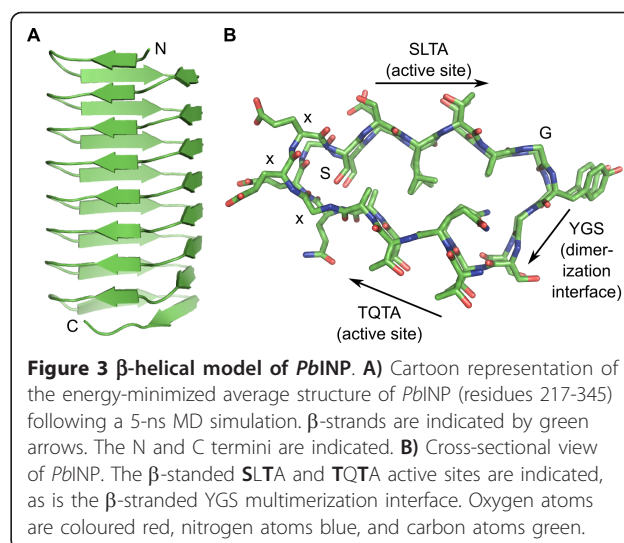 A
N
C
B
SLTA
(active site)
x
x
S
x
G
YGS
(dimer-
ization
interface)
TQTA
(active site)
Figure 3 β-helical model of PbINP. A) Cartoon representation of
the energy-minimized average structure of PbINP (residues 217-345)
following a 5-ns MD simulation. β-strands are indicated by green
arrows. The N and C termini are indicated. B) Cross-sectional view
of PbINP. The β-standed SLTA and TQTA active sites are indicated,
as is the β-stranded YGS multimerization interface. Oxygen atoms
are coloured red, nitrogen atoms blue, and carbon atoms green.